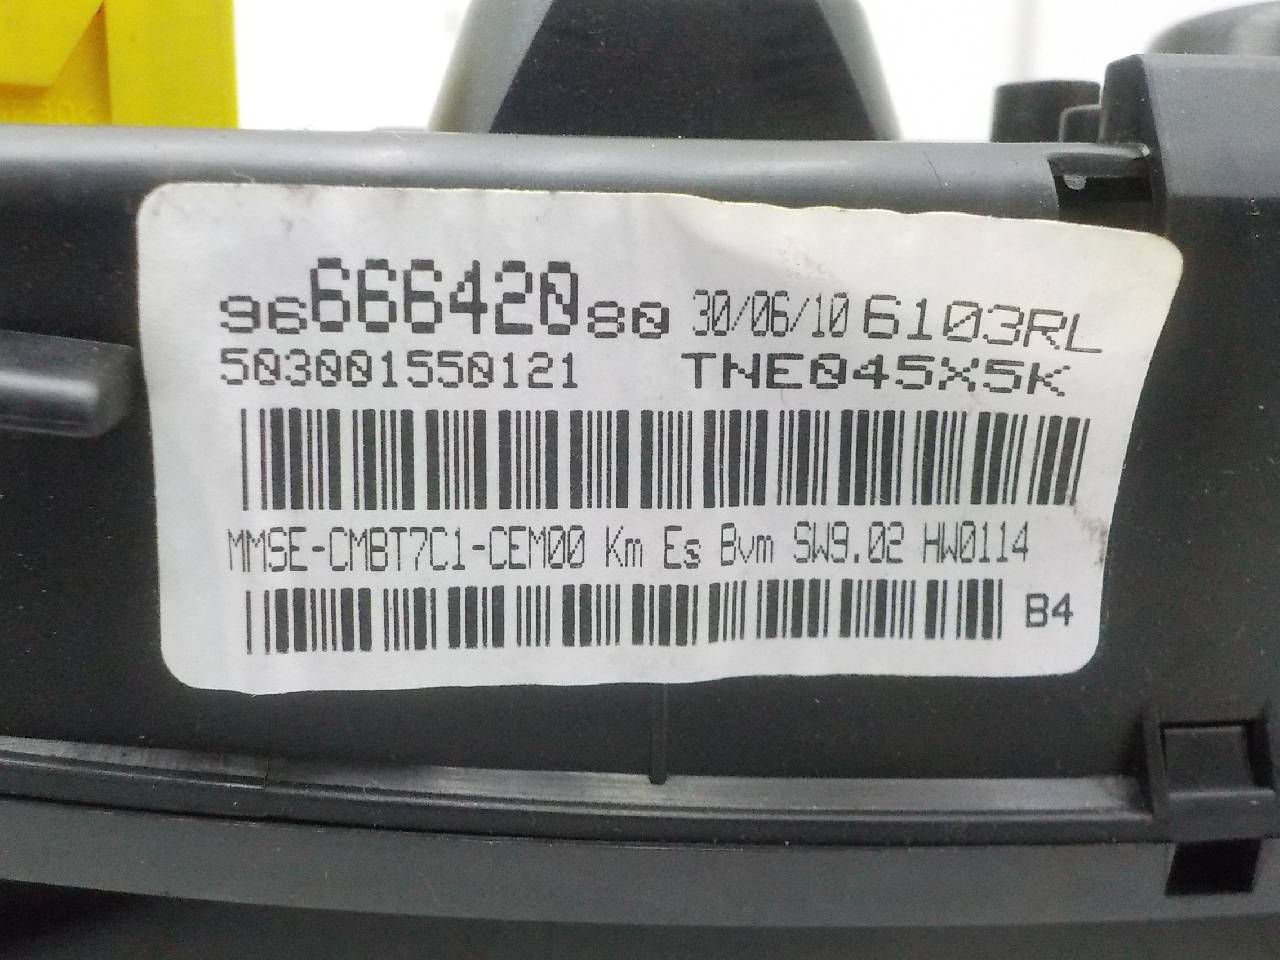 9666642080 30/06/10 6103RL
503001550121 TNE045X5K
MMSE-CMBT7C1-CEM00 Km Es Bvm SW9.02 HW0114
B4